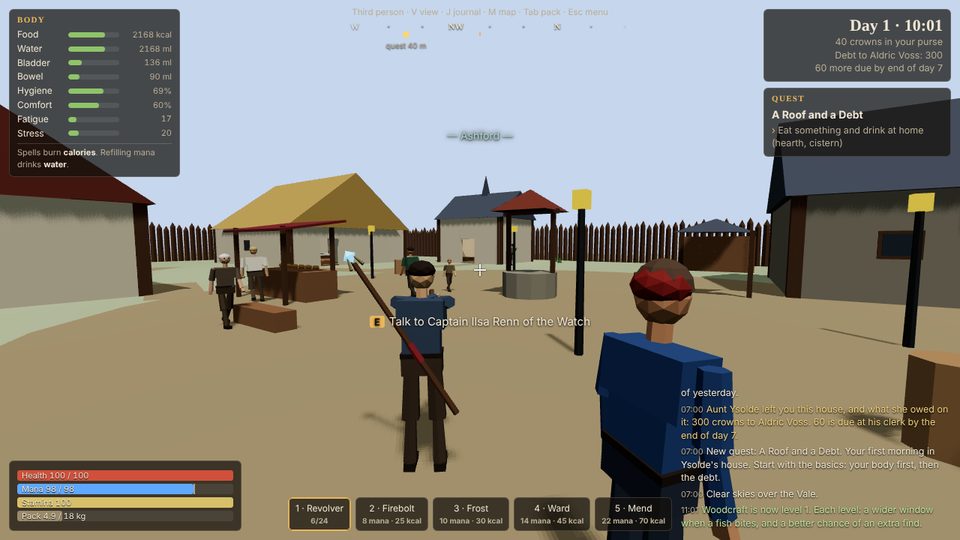 BODY
Food 2168 kcal
Water 2168 ml
Bladder 136 ml
Bowel 90 ml
Hygiene 69%
Comfort 60%
Fatigue 17
Stress 20
Spells burn calories. Refilling mana
drinks water.
Third person · V view · J journal · M map · Tab pack · Esc menu
W NW N
quest 40 m
Day 1 · 10:01
40 crowns in your purse
Debt to Aldric Voss: 300
60 more due by end of day 7
QUEST
A Roof and a Debt
› Eat something and drink at home
(hearth, cistern)
— Ashford —
E Talk to Captain Ilsa Renn of the Watch
of yesterday.
07:00 Aunt Ysolde left you this house, and what she owed on
it: 300 crowns to Aldric Voss. 60 is due at his clerk by the
end of day 7.
07:00 New quest: A Roof and a Debt. Your first morning in
Ysolde's house. Start with the basics: your body first, then
the debt.
07:00 Clear skies over the Vale.
11:01 Woodcraft is now level 1. Each level: a wider window
when a fish bites, and a better chance of an extra find.
Health 100 / 100
Mana 98 / 98
Stamina 100
Pack 4.9 / 18 kg
1 · Revolver
6/24
2 · Firebolt
8 mana · 25 kcal
3 · Frost
10 mana · 30 kcal
4 · Ward
14 mana · 45 kcal
5 · Mend
22 mana · 70 kcal